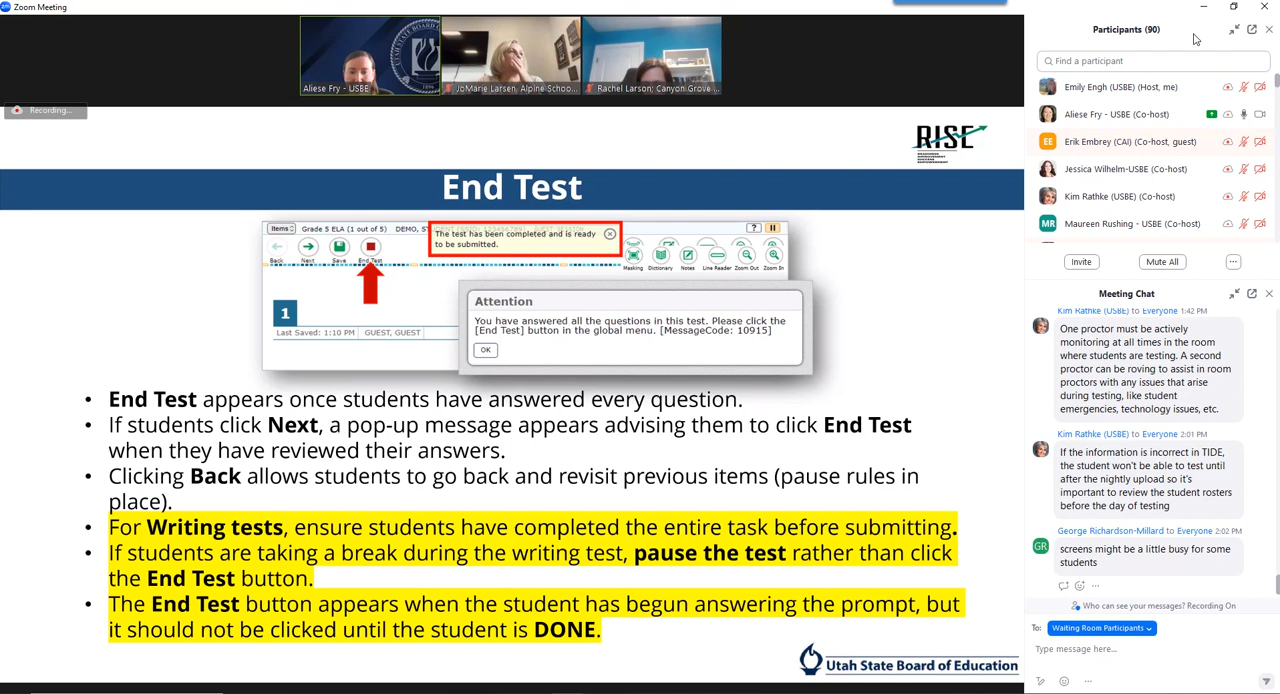 Zoom Meeting
Aliese Fry - USBE
JoMarie Larsen, Alpine Schoo...
Rachel Larson; Canyon Grove ...
Recording...
RISE
End Test
Items
Grade 5 ELA (1 out of 5)
DEMO,
GUEST SESSION
The test has been completed and is ready
to be submitted.
Back
Next
Save
End Test
Masking
Dictionary
Notes
Line Reader
Zoom Out
Zoom In
1
Last Saved: 1:10 PM
GUEST, GUEST
Attention
You have answered all the questions in this test. Please click the
[End Test] button in the global menu. [MessageCode: 10915]
OK
• End Test appears once students have answered every question.
• If students click Next, a pop-up message appears advising them to click End Test
when they have reviewed their answers.
• Clicking Back allows students to go back and revisit previous items (pause rules in
place).
• For Writing tests, ensure students have completed the entire task before submitting.
• If students are taking a break during the writing test, pause the test rather than click
the End Test button.
• The End Test button appears when the student has begun answering the prompt, but
it should not be clicked until the student is DONE.
Utah State Board of Education
Participants (90)
Find a participant
Emily Engh (USBE) (Host, me)
Aliese Fry - USBE (Co-host)
EE
Erik Embrey (CAI) (Co-host, guest)
Jessica Wilhelm-USBE (Co-host)
Kim Rathke (USBE) (Co-host)
MR
Maureen Rushing - USBE (Co-host)
Invite
Mute All
...
Meeting Chat
Kim Rathke (USBE) to Everyone 1:42 PM
One proctor must be actively
monitoring at all times in the room
where students are testing. A second
proctor can be roving to assist in room
proctors with any issues that arise
during testing, like student
emergencies, technology issues, etc.
Kim Rathke (USBE) to Everyone 2:01 PM
If the information is incorrect in TIDE,
the student won't be able to test until
after the nightly upload so it's
important to review the student rosters
before the day of testing
George Richardson-Millard to Everyone 2:02 PM
GR
screens might be a little busy for some
students
Who can see your messages? Recording On
To:
Waiting Room Participants
Type message here...